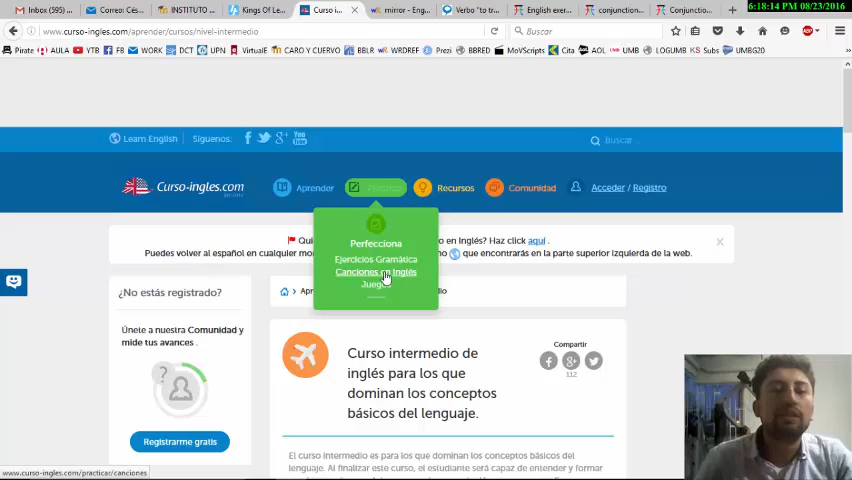 6:18:14 PM 08/23/2016
Inbox (595)
Correo: Cés
INSTITUTO
Kings Of Le
Curso i
mirror - Eng
Verbo "to tr
English exer
conjunction
Conjunctio
www.curso-ingles.com/aprender/cursos/nivel-intermedio
Buscar
ABP
Pirate AYUJ YTB FB WORK DCT UPN VirtualE CARO Y CUERVO BBLR WRDREF Prezi BBRED MovScripts Cita AOL UMB LOGUMB KS Subs UMBG20
Learn English Síguenos: You Tube Buscar ...
Curso-ingles.com Aprender Recursos Comunidad Acceder / Registro
Perfecciona
Ejercicios Gramática
Canciones en Inglés
Juegos
en Inglés? Haz click aquí.
Puedes volver al español en cualquier que encontrarás en la parte superior izquierda de la web.
¿No estás registrado?
Únete a nuestra Comunidad y
mide tus avances .
?
Registrarme gratis
Curso intermedio de
inglés para los que
dominan los conceptos
básicos del lenguaje.
Compartir
112
El curso intermedio es para los que dominan los conceptos básicos del
lenguaje. Al finalizar este curso, el estudiante será capaz de entender y formar
www.curso-ingles.com/practicar/canciones